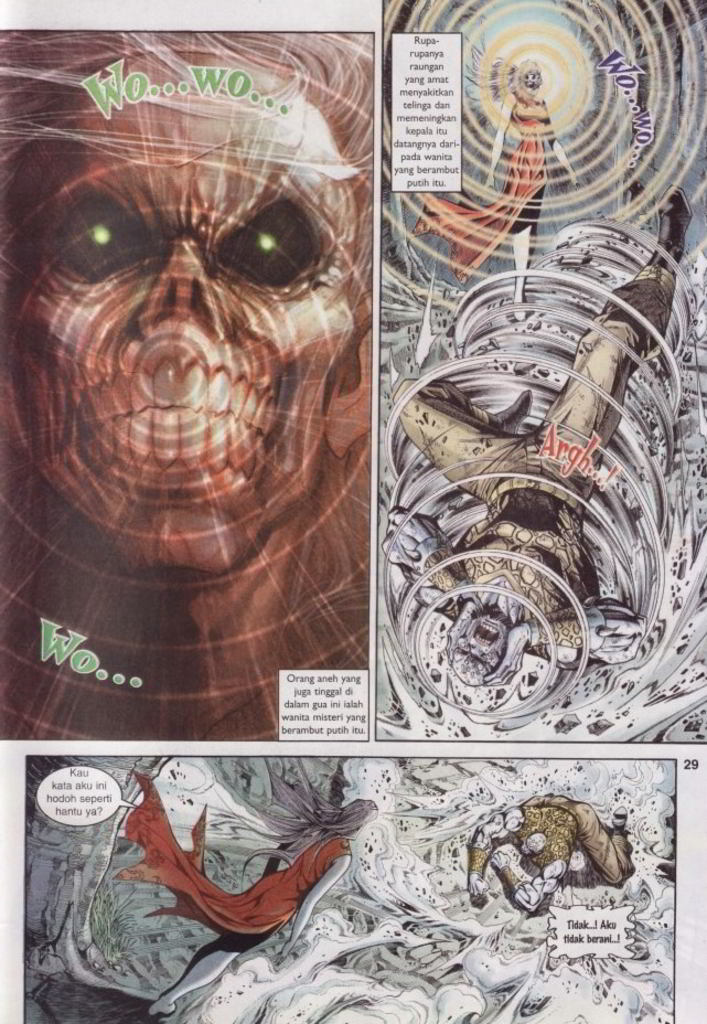 Wo...wo...
Wo...
Orang aneh yang
juga tinggal di
dalam gua ini ialah
wanita misteri yang
berambut putih itu.
Rupa-
rupanya
raungan
yang amat
menyakitkan
telinga dan
memeningkan
kepala itu
datangnya dari-
pada wanita
yang berambut
putih itu.
Wo...wo...
Argh...!
29
Kau
kata aku ini
hodoh seperti
hantu ya?
Tidak...! Aku
tidak berani...!